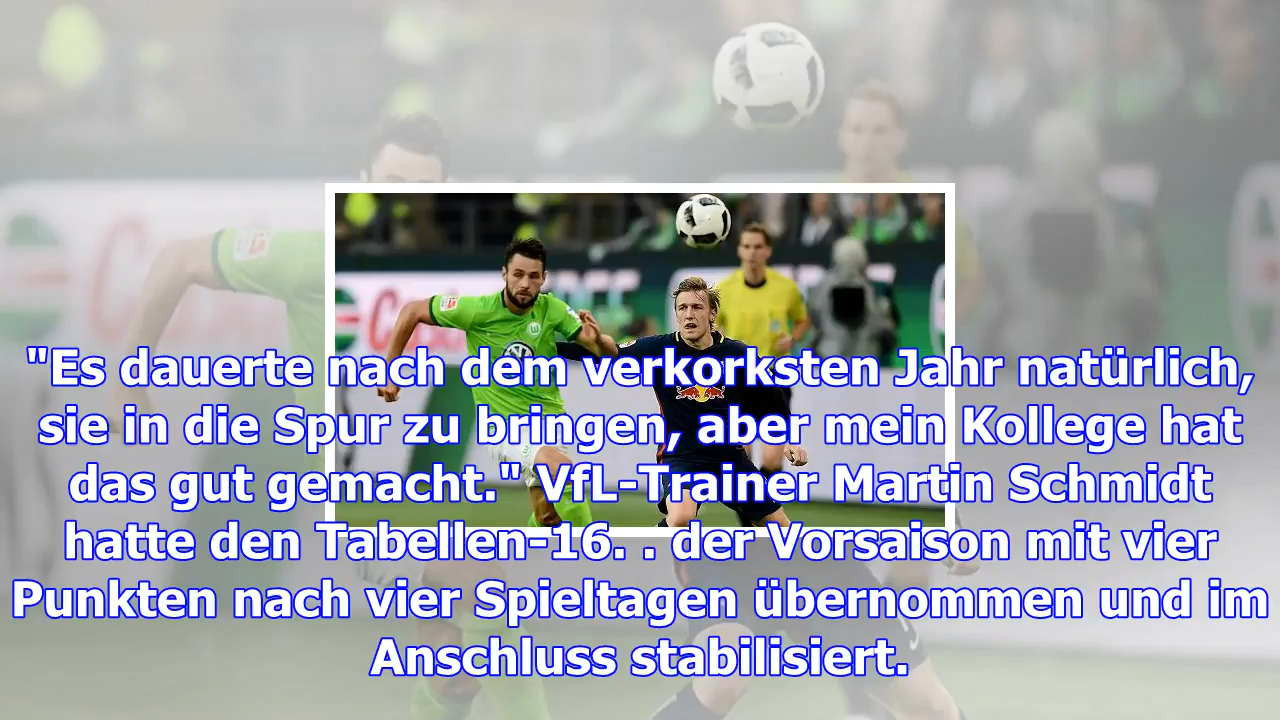 "Es dauerte nach dem verkorksten Jahr natürlich,
sie in die Spur zu bringen, aber mein Kollege hat
das gut gemacht." VfL-Trainer Martin Schmidt
hatte den Tabellen-16. . der Vorsaison mit vier
Punkten nach vier Spieltagen übernommen und im
Anschluss stabilisiert.